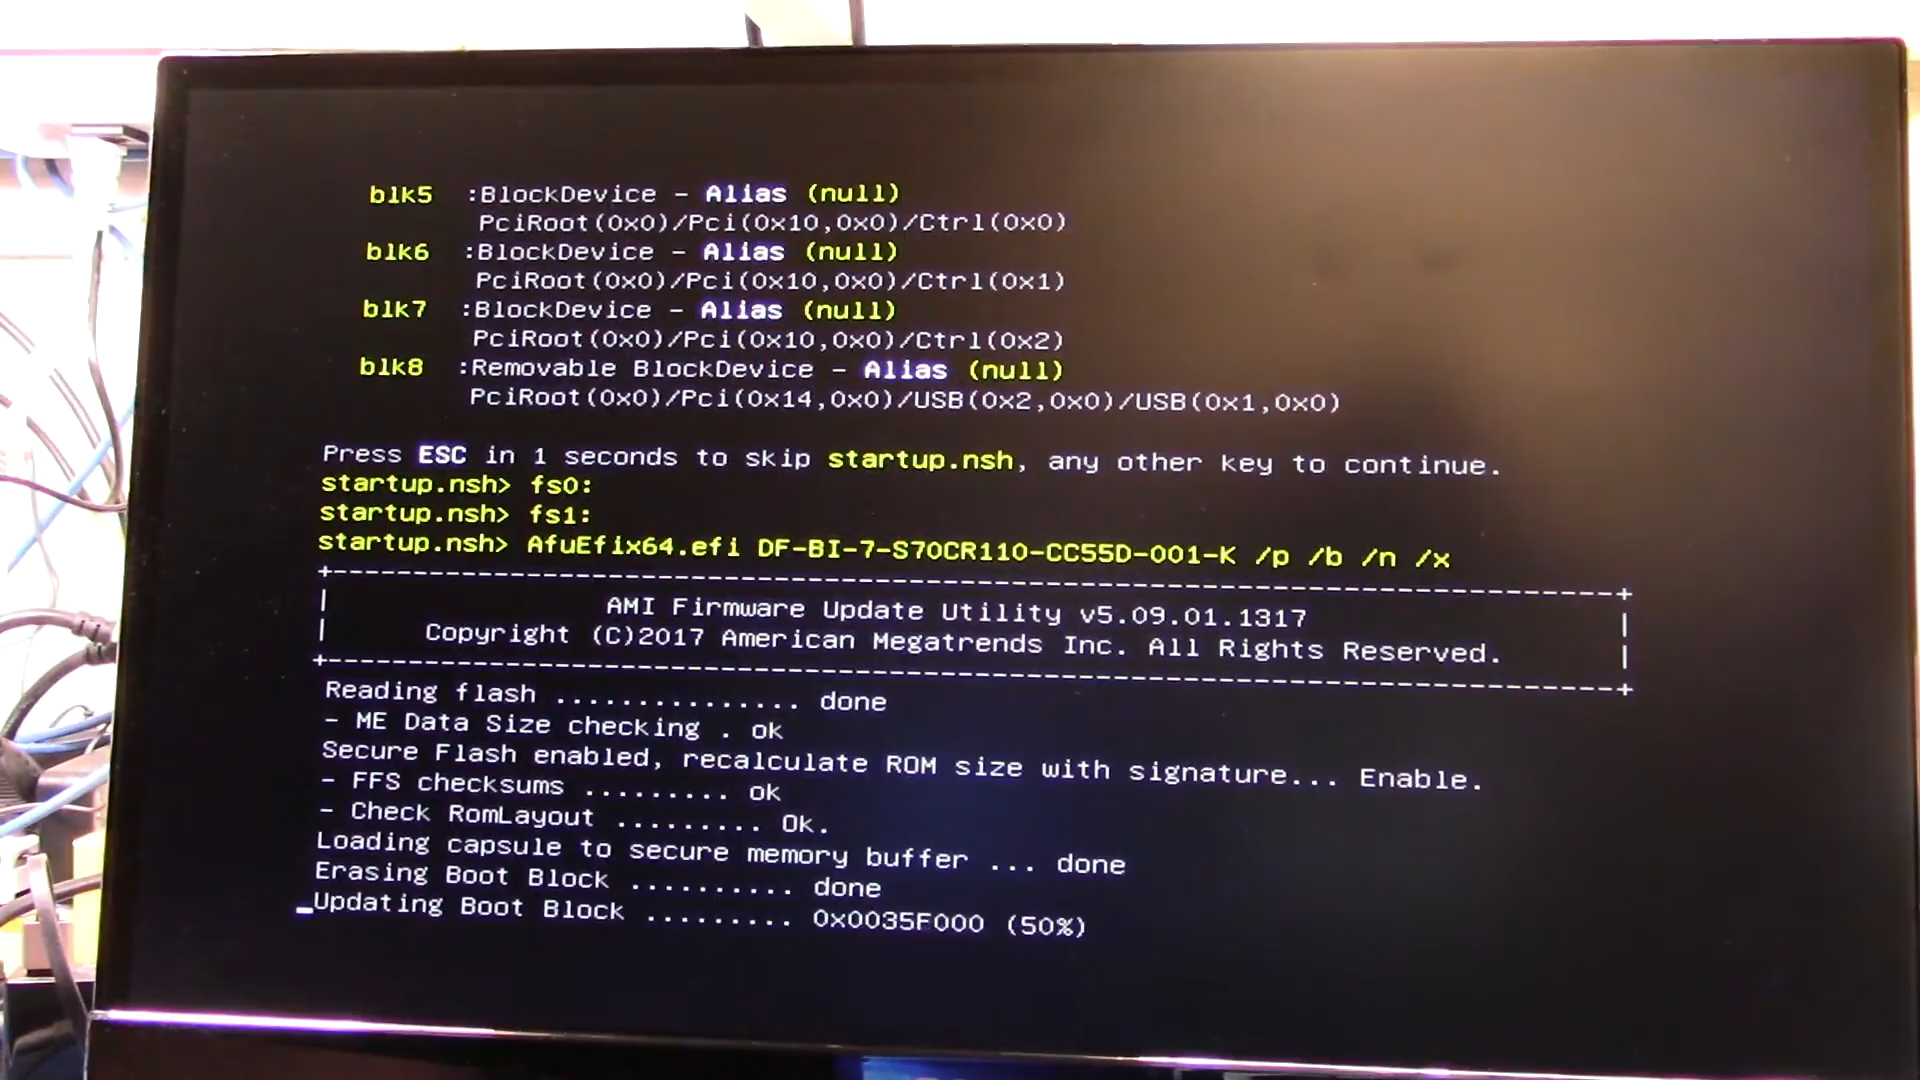 blk5 :BlockDevice - Alias (null)
PciRoot(0x0)/Pci(0x10,0x0)/Ctrl(0x0)
blk6 :BlockDevice - Alias (null)
PciRoot(0x0)/Pci(0x10,0x0)/Ctrl(0x1)
blk7 :BlockDevice - Alias (null)
PciRoot(0x0)/Pci(0x10,0x0)/Ctrl(0x2)
blk8 :Removable BlockDevice - Alias (null)
PciRoot(0x0)/Pci(0x14,0x0)/USB(0x2,0x0)/USB(0x1,0x0)
Press ESC in 1 seconds to skip startup.nsh, any other key to continue.
startup.nsh> fs0:
startup.nsh> fs1:
startup.nsh> AfuEfix64.efi DF-BI-7-S70CR110-CC55D-001-K /p /b /n /x
AMI Firmware Update Utility v5.09.01.1317
Copyright (C)2017 American Megatrends Inc. All Rights Reserved.
Reading flash ............... done
- ME Data Size checking . ok
Secure Flash enabled, recalculate ROM size with signature... Enable.
- FFS checksums ......... ok
- Check RomLayout ......... Ok.
Loading capsule to secure memory buffer ... done
Erasing Boot Block .......... done
Updating Boot Block ......... 0x0035F000 (50%)